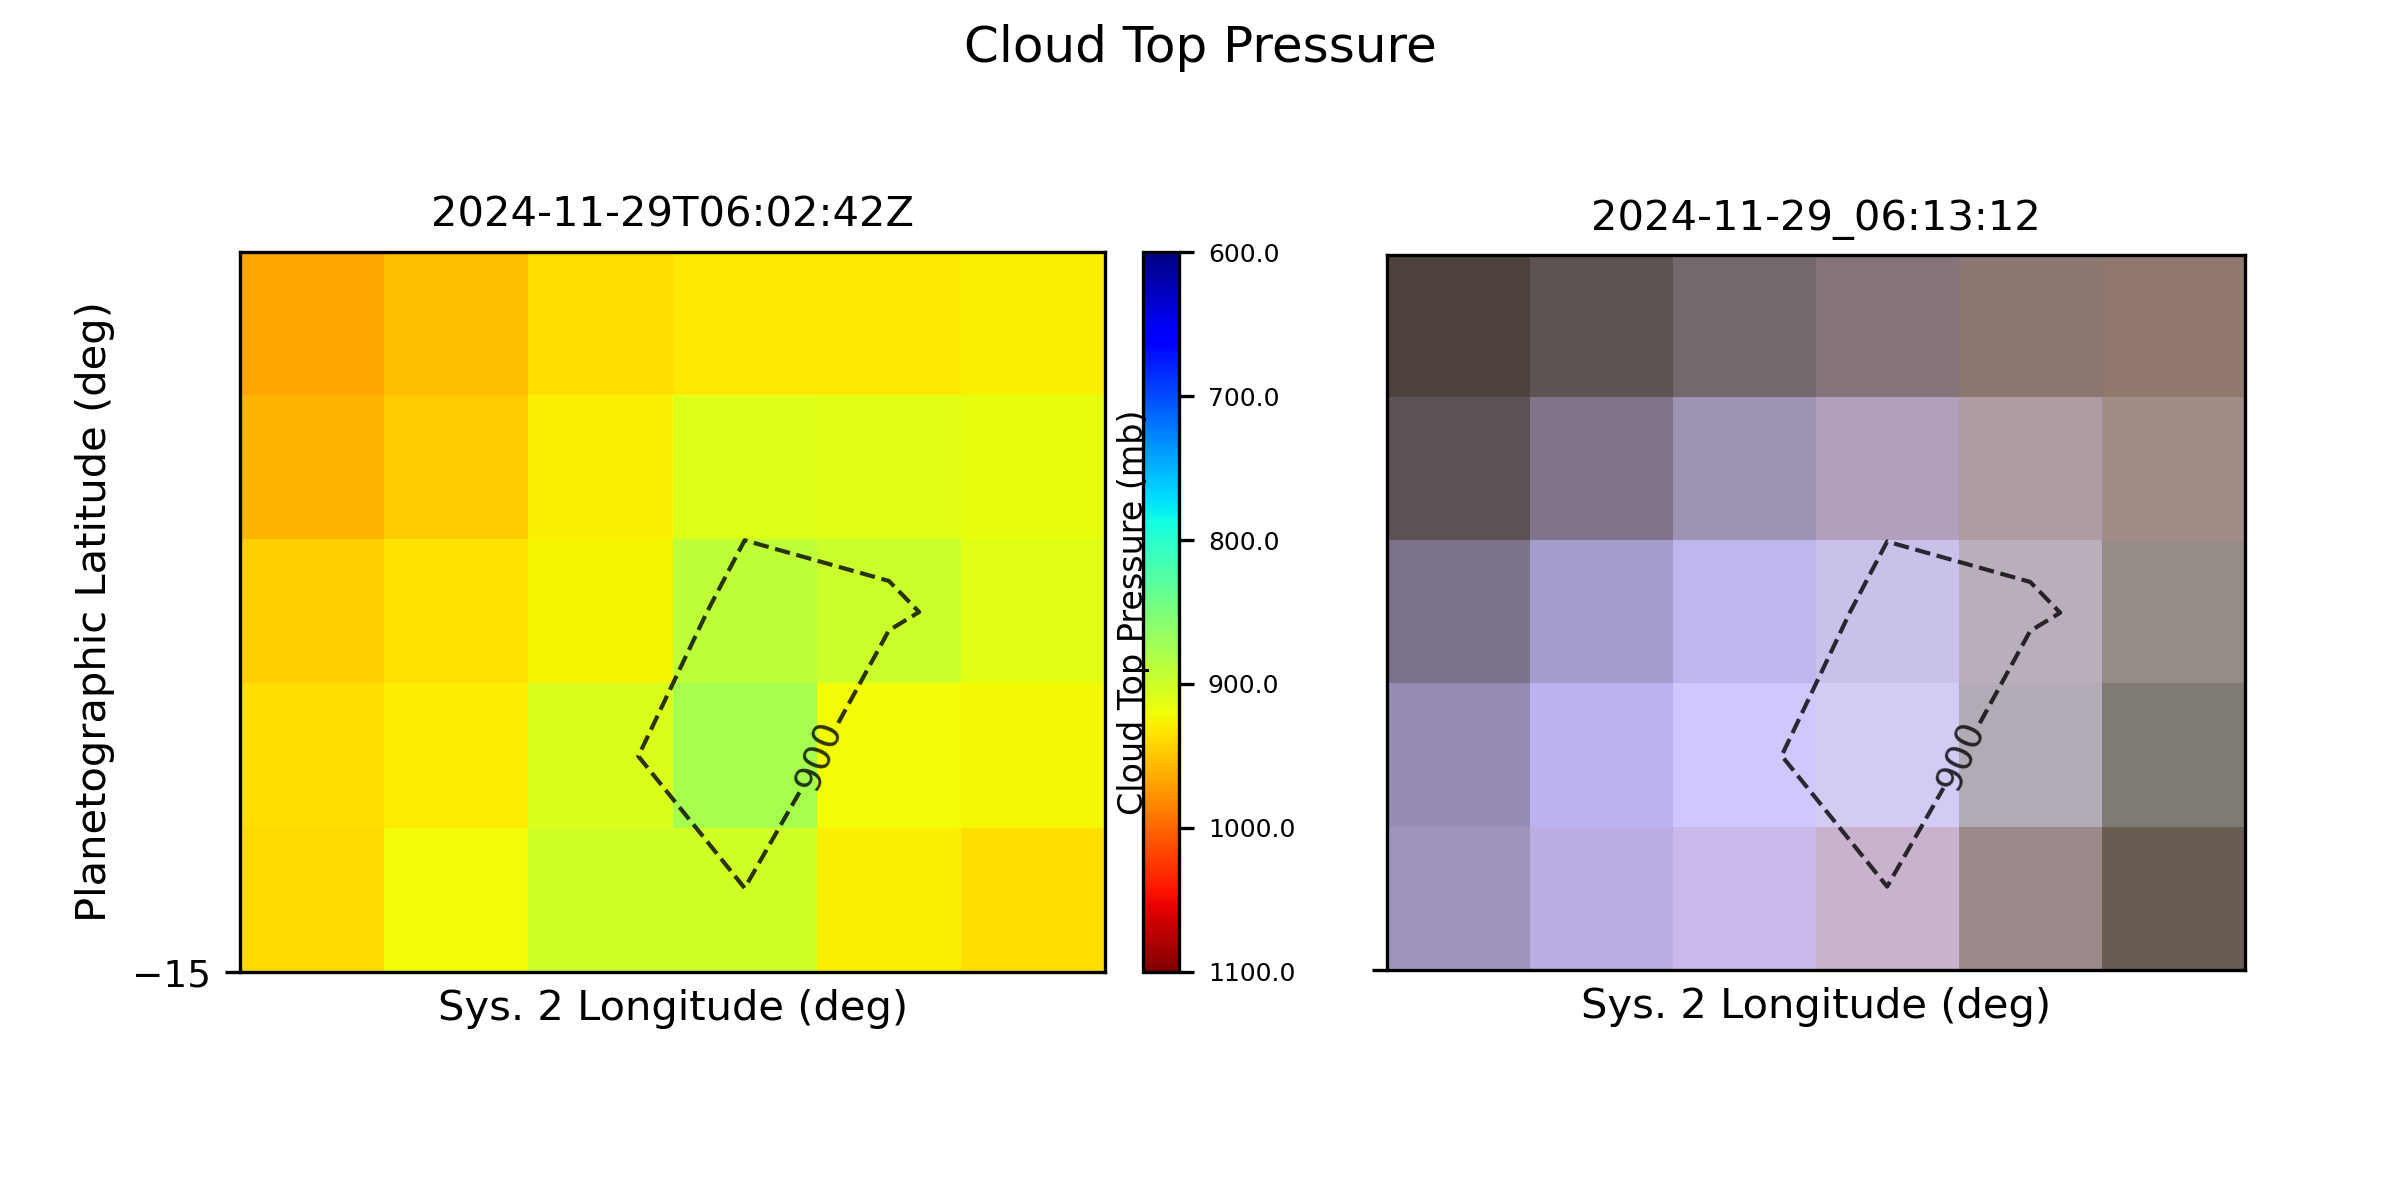 Cloud Top Pressure
2024-11-29T06:02:42Z
2024-11-29_06:13:12
Planetographic Latitude (deg)
−15
Sys. 2 Longitude (deg)
900
Cloud Top Pressure (mb)
600.0
700.0
800.0
900.0
1000.0
1100.0
900
Sys. 2 Longitude (deg)